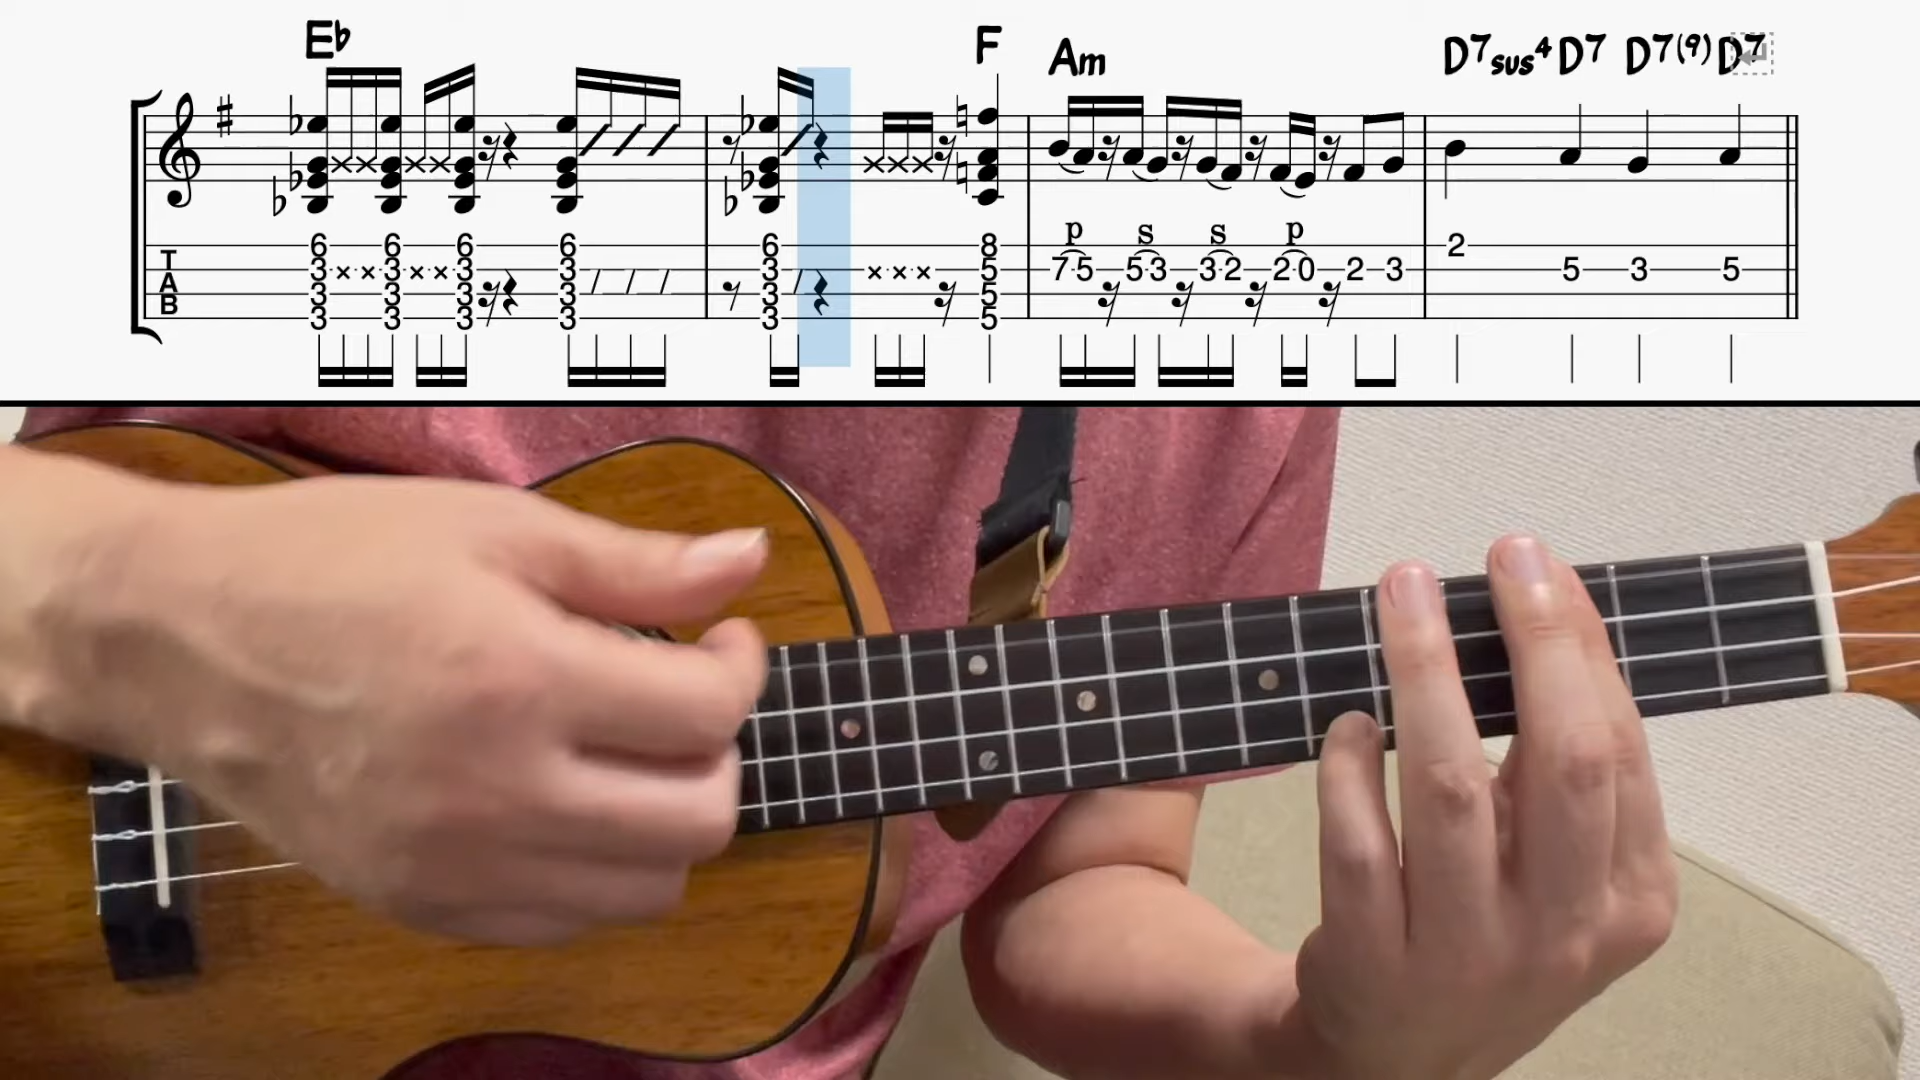 E♭ F Am D7sus4 D7 D7(9) D7
p s s p
6 6 6 6 6 8 2
T 3 × × 3 × × 3 3 3 × × × 5 7 5 5 3 3 2 2 0 2 3 5 3 5
A 3 3 3 3 3 5
B 3 3 3 3 3 5